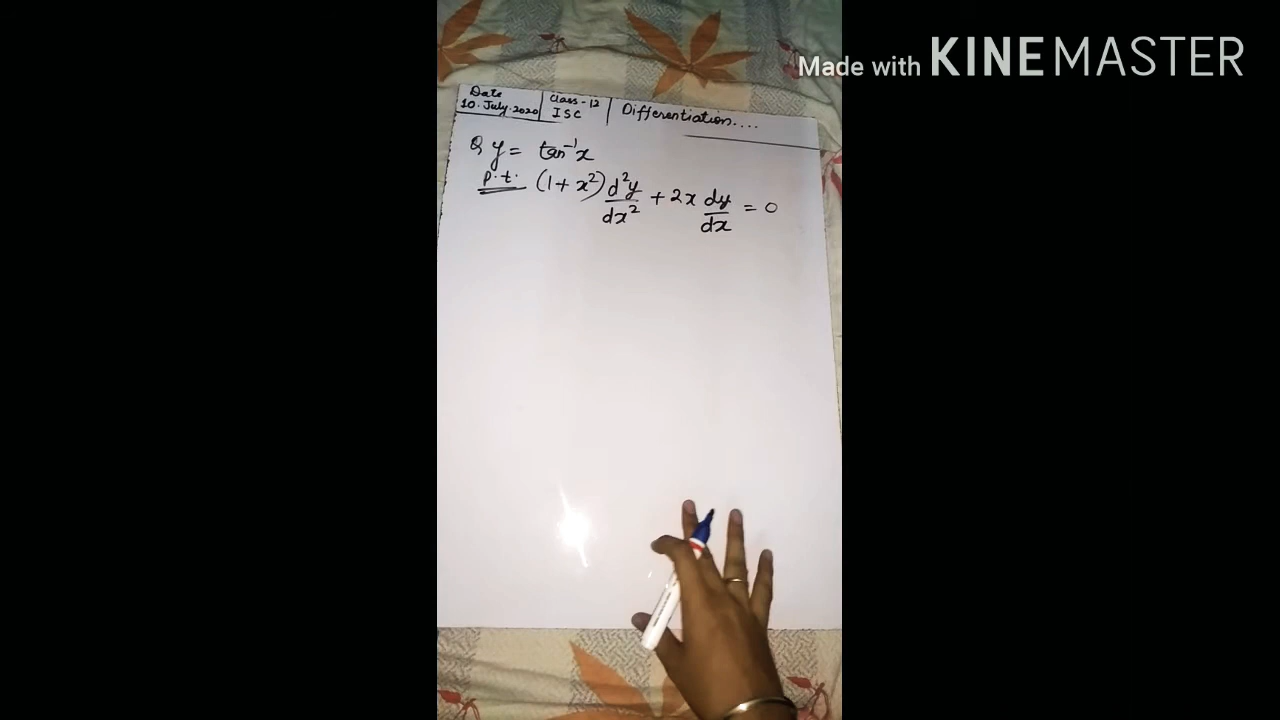 Made with KINEMASTER
Date
10.July.2020
Class-12
ISC
Differentiation....
Q y = tan⁻¹x
p.t. (1 + x²) d²y/dx² + 2x dy/dx = 0